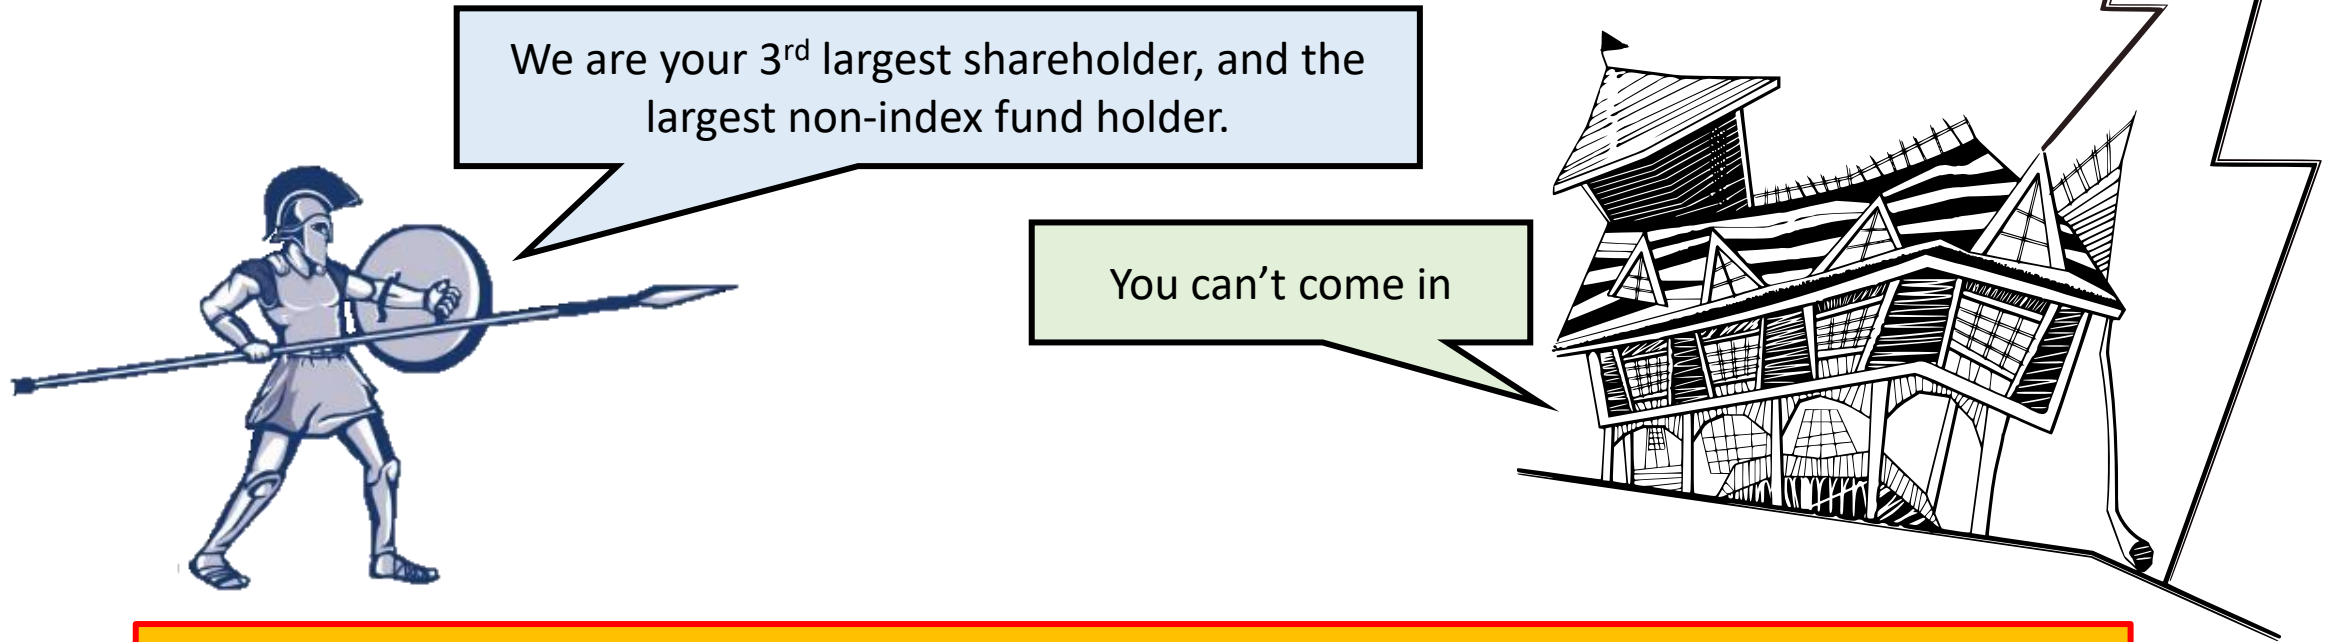 We are your 3rd largest shareholder, and the
largest non-index fund holder.
You can’t come in